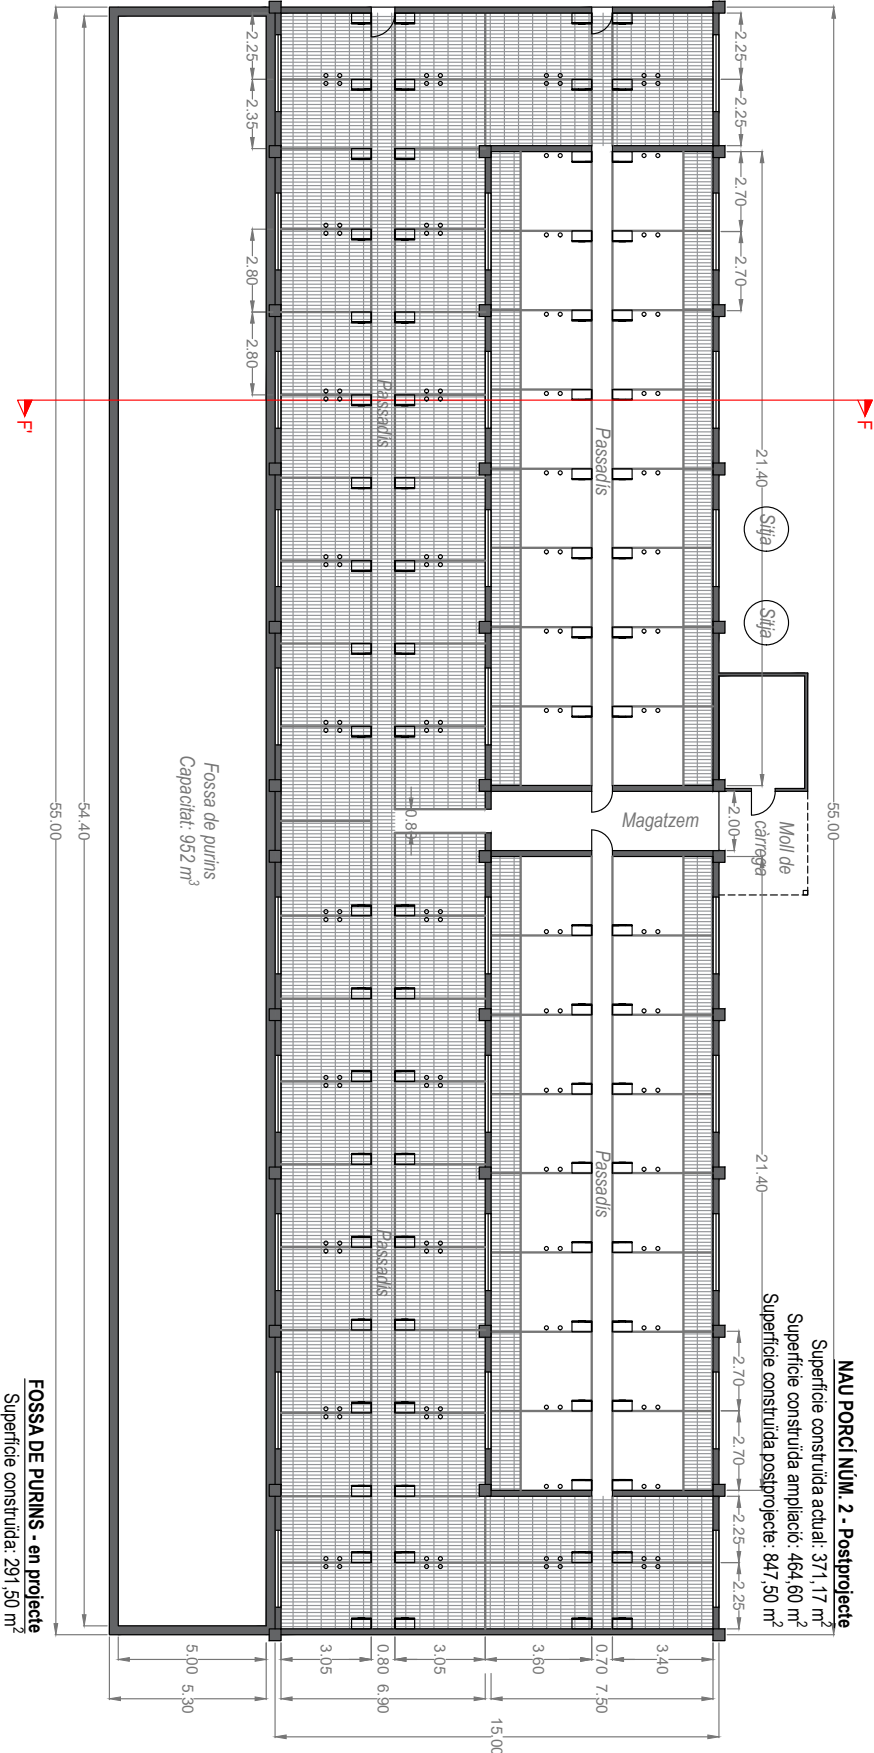 NAU PORCÍ NÚM. 2 - Postprojecte
Superfície construïda actual: 371,17 m²
Superfície construïda ampliació: 464,60 m²
Superfície construïda postprojecte: 847,50 m²
55.00
F
21.40
21.40
2.25
2.25
2.70
2.70
2.70
2.70
2.25
2.25
Sitja
Sitja
Moll de
càrrega
2.00
Magatzem
Passadís
Passadís
0.80
Passadís
Passadís
2.25
2.35
2.80
2.80
Fossa de purins
Capacitat: 952 m³
3.40
0.70
3.60
7.50
3.05
0.80
3.05
6.90
15,00
5.00
5.30
54.40
55.00
F'
FOSSA DE PURINS - en projecte
Superfície construïda: 291,50 m²